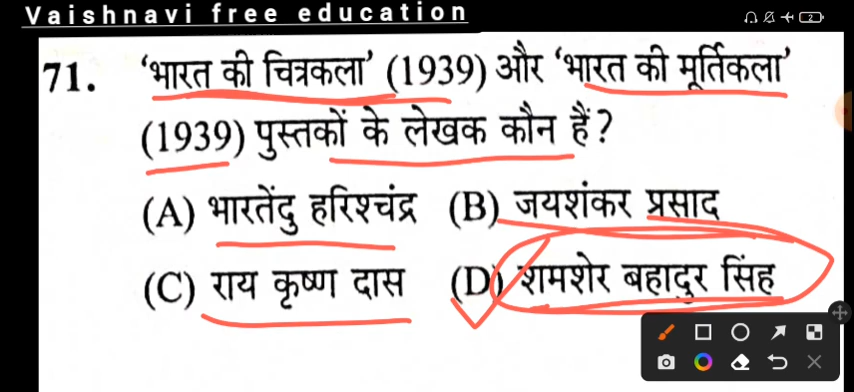 Vaishnavi free education
71. 'भारत की चित्रकला' (1939) और 'भारत की मूर्तिकला'
(1939) पुस्तकों के लेखक कौन हैं?
(A) भारतेंदु हरिश्चंद्र (B) जयशंकर प्रसाद
(C) राय कृष्ण दास (D) शमशेर बहादुर सिंह